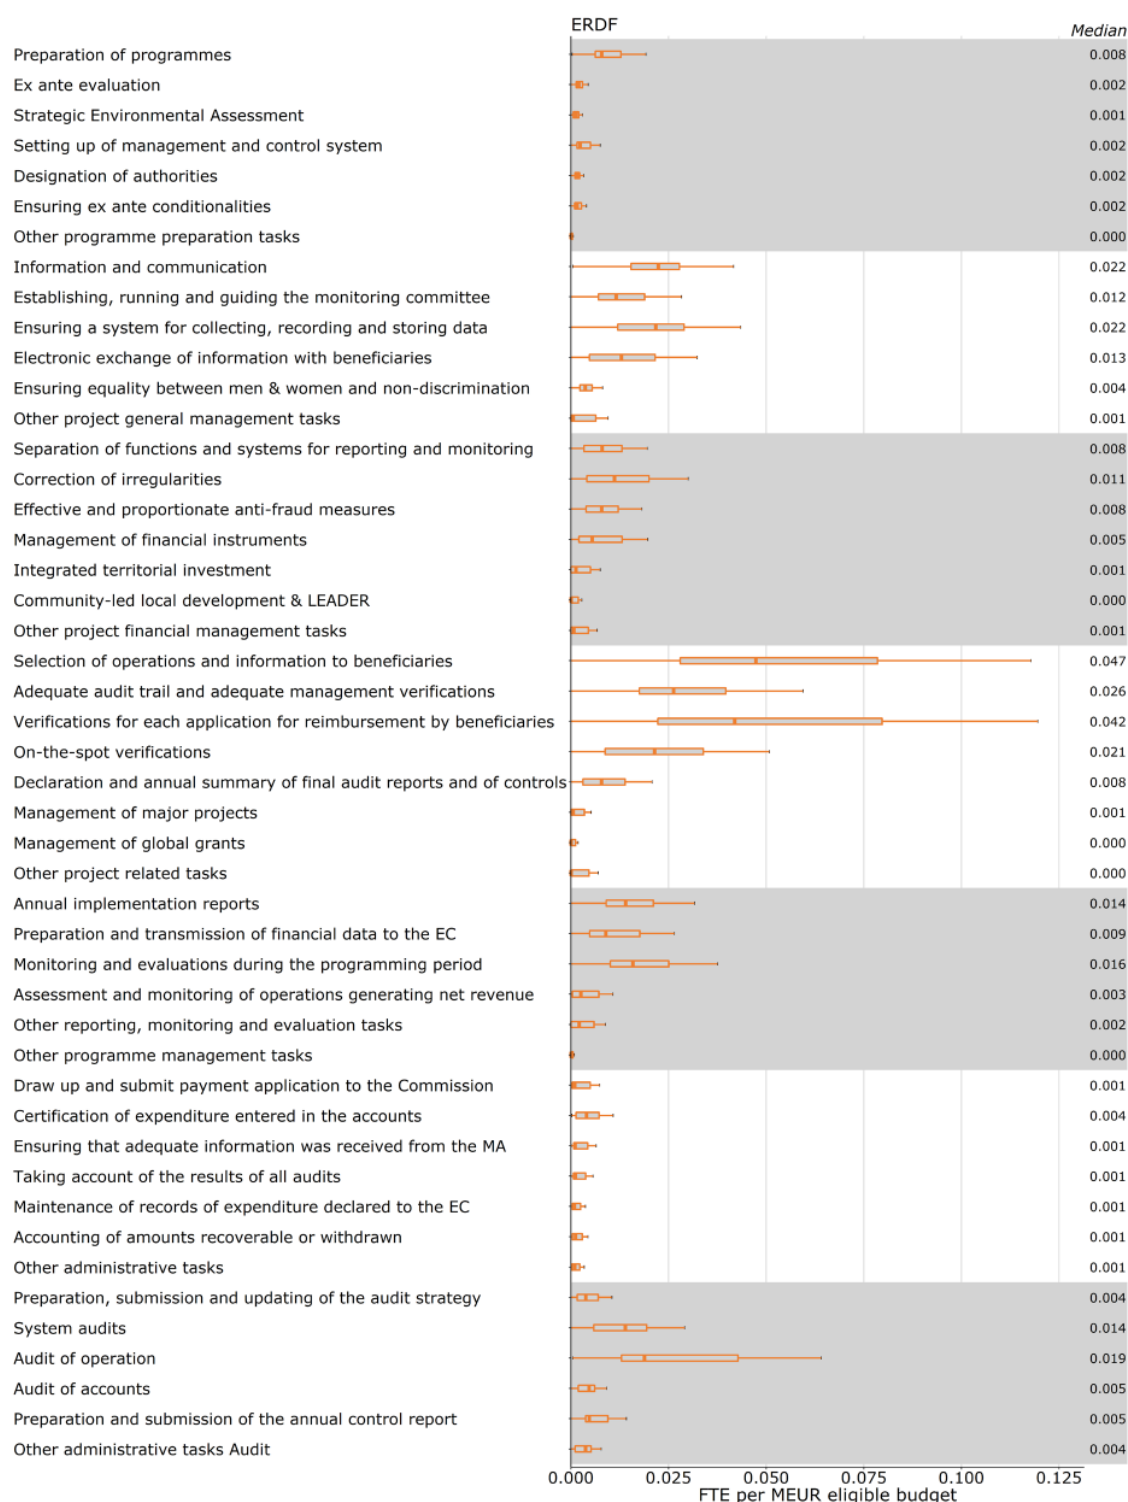 ERDF
Median
Preparation of programmes 0.008
Ex ante evaluation 0.002
Strategic Environmental Assessment 0.001
Setting up of management and control system 0.002
Designation of authorities 0.002
Ensuring ex ante conditionalities 0.002
Other programme preparation tasks 0.000
Information and communication 0.022
Establishing, running and guiding the monitoring committee 0.012
Ensuring a system for collecting, recording and storing data 0.022
Electronic exchange of information with beneficiaries 0.013
Ensuring equality between men & women and non-discrimination 0.004
Other project general management tasks 0.001
Separation of functions and systems for reporting and monitoring 0.008
Correction of irregularities 0.011
Effective and proportionate anti-fraud measures 0.008
Management of financial instruments 0.005
Integrated territorial investment 0.001
Community-led local development & LEADER 0.000
Other project financial management tasks 0.001
Selection of operations and information to beneficiaries 0.047
Adequate audit trail and adequate management verifications 0.026
Verifications for each application for reimbursement by beneficiaries 0.042
On-the-spot verifications 0.021
Declaration and annual summary of final audit reports and of controls 0.008
Management of major projects 0.001
Management of global grants 0.000
Other project related tasks 0.000
Annual implementation reports 0.014
Preparation and transmission of financial data to the EC 0.009
Monitoring and evaluations during the programming period 0.016
Assessment and monitoring of operations generating net revenue 0.003
Other reporting, monitoring and evaluation tasks 0.002
Other programme management tasks 0.000
Draw up and submit payment application to the Commission 0.001
Certification of expenditure entered in the accounts 0.004
Ensuring that adequate information was received from the MA 0.001
Taking account of the results of all audits 0.001
Maintenance of records of expenditure declared to the EC 0.001
Accounting of amounts recoverable or withdrawn 0.001
Other administrative tasks 0.001
Preparation, submission and updating of the audit strategy 0.004
System audits 0.014
Audit of operation 0.019
Audit of accounts 0.005
Preparation and submission of the annual control report 0.005
Other administrative tasks Audit 0.004
0.000 0.025 0.050 0.075 0.100 0.125
FTE per MEUR eligible budget